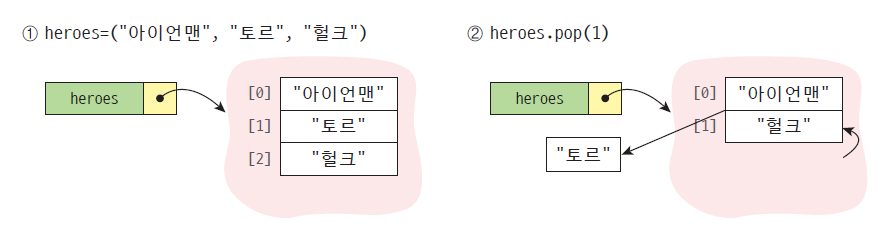 ① heroes=("아이언맨", "토르", "헐크")
heroes
[0] "아이언맨"
[1] "토르"
[2] "헐크"
② heroes.pop(1)
heroes
[0] "아이언맨"
[1] "헐크"
"토르"